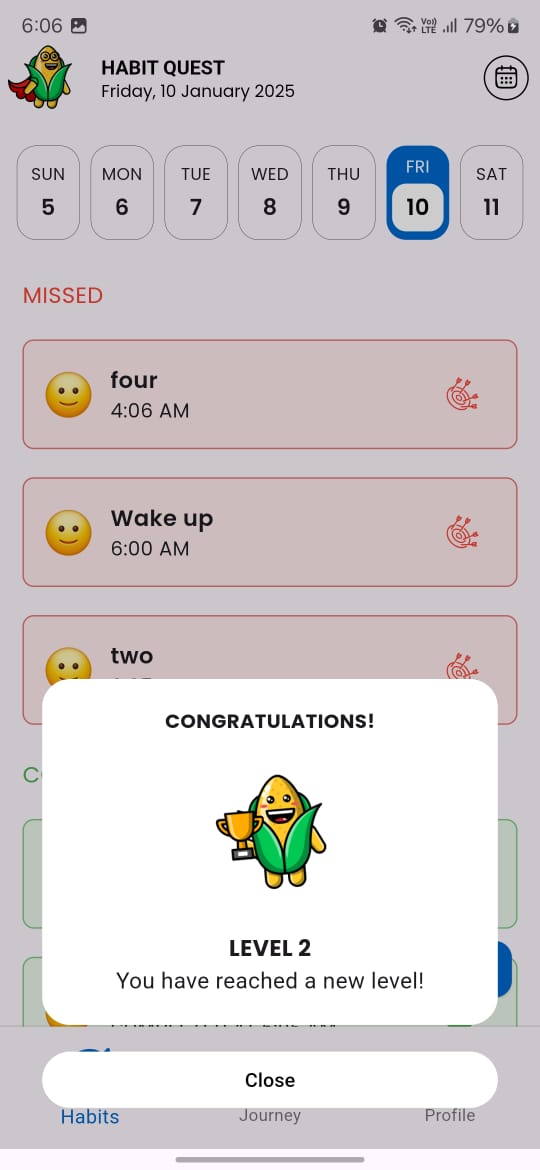 6:06 Vo)) LTE 79%
HABIT QUEST
Friday, 10 January 2025
SUN MON TUE WED THU FRI SAT
5 6 7 8 9 10 11
MISSED
four
4:06 AM
Wake up
6:00 AM
two
CONGRATULATIONS!
LEVEL 2
You have reached a new level!
Close
Habits Journey Profile